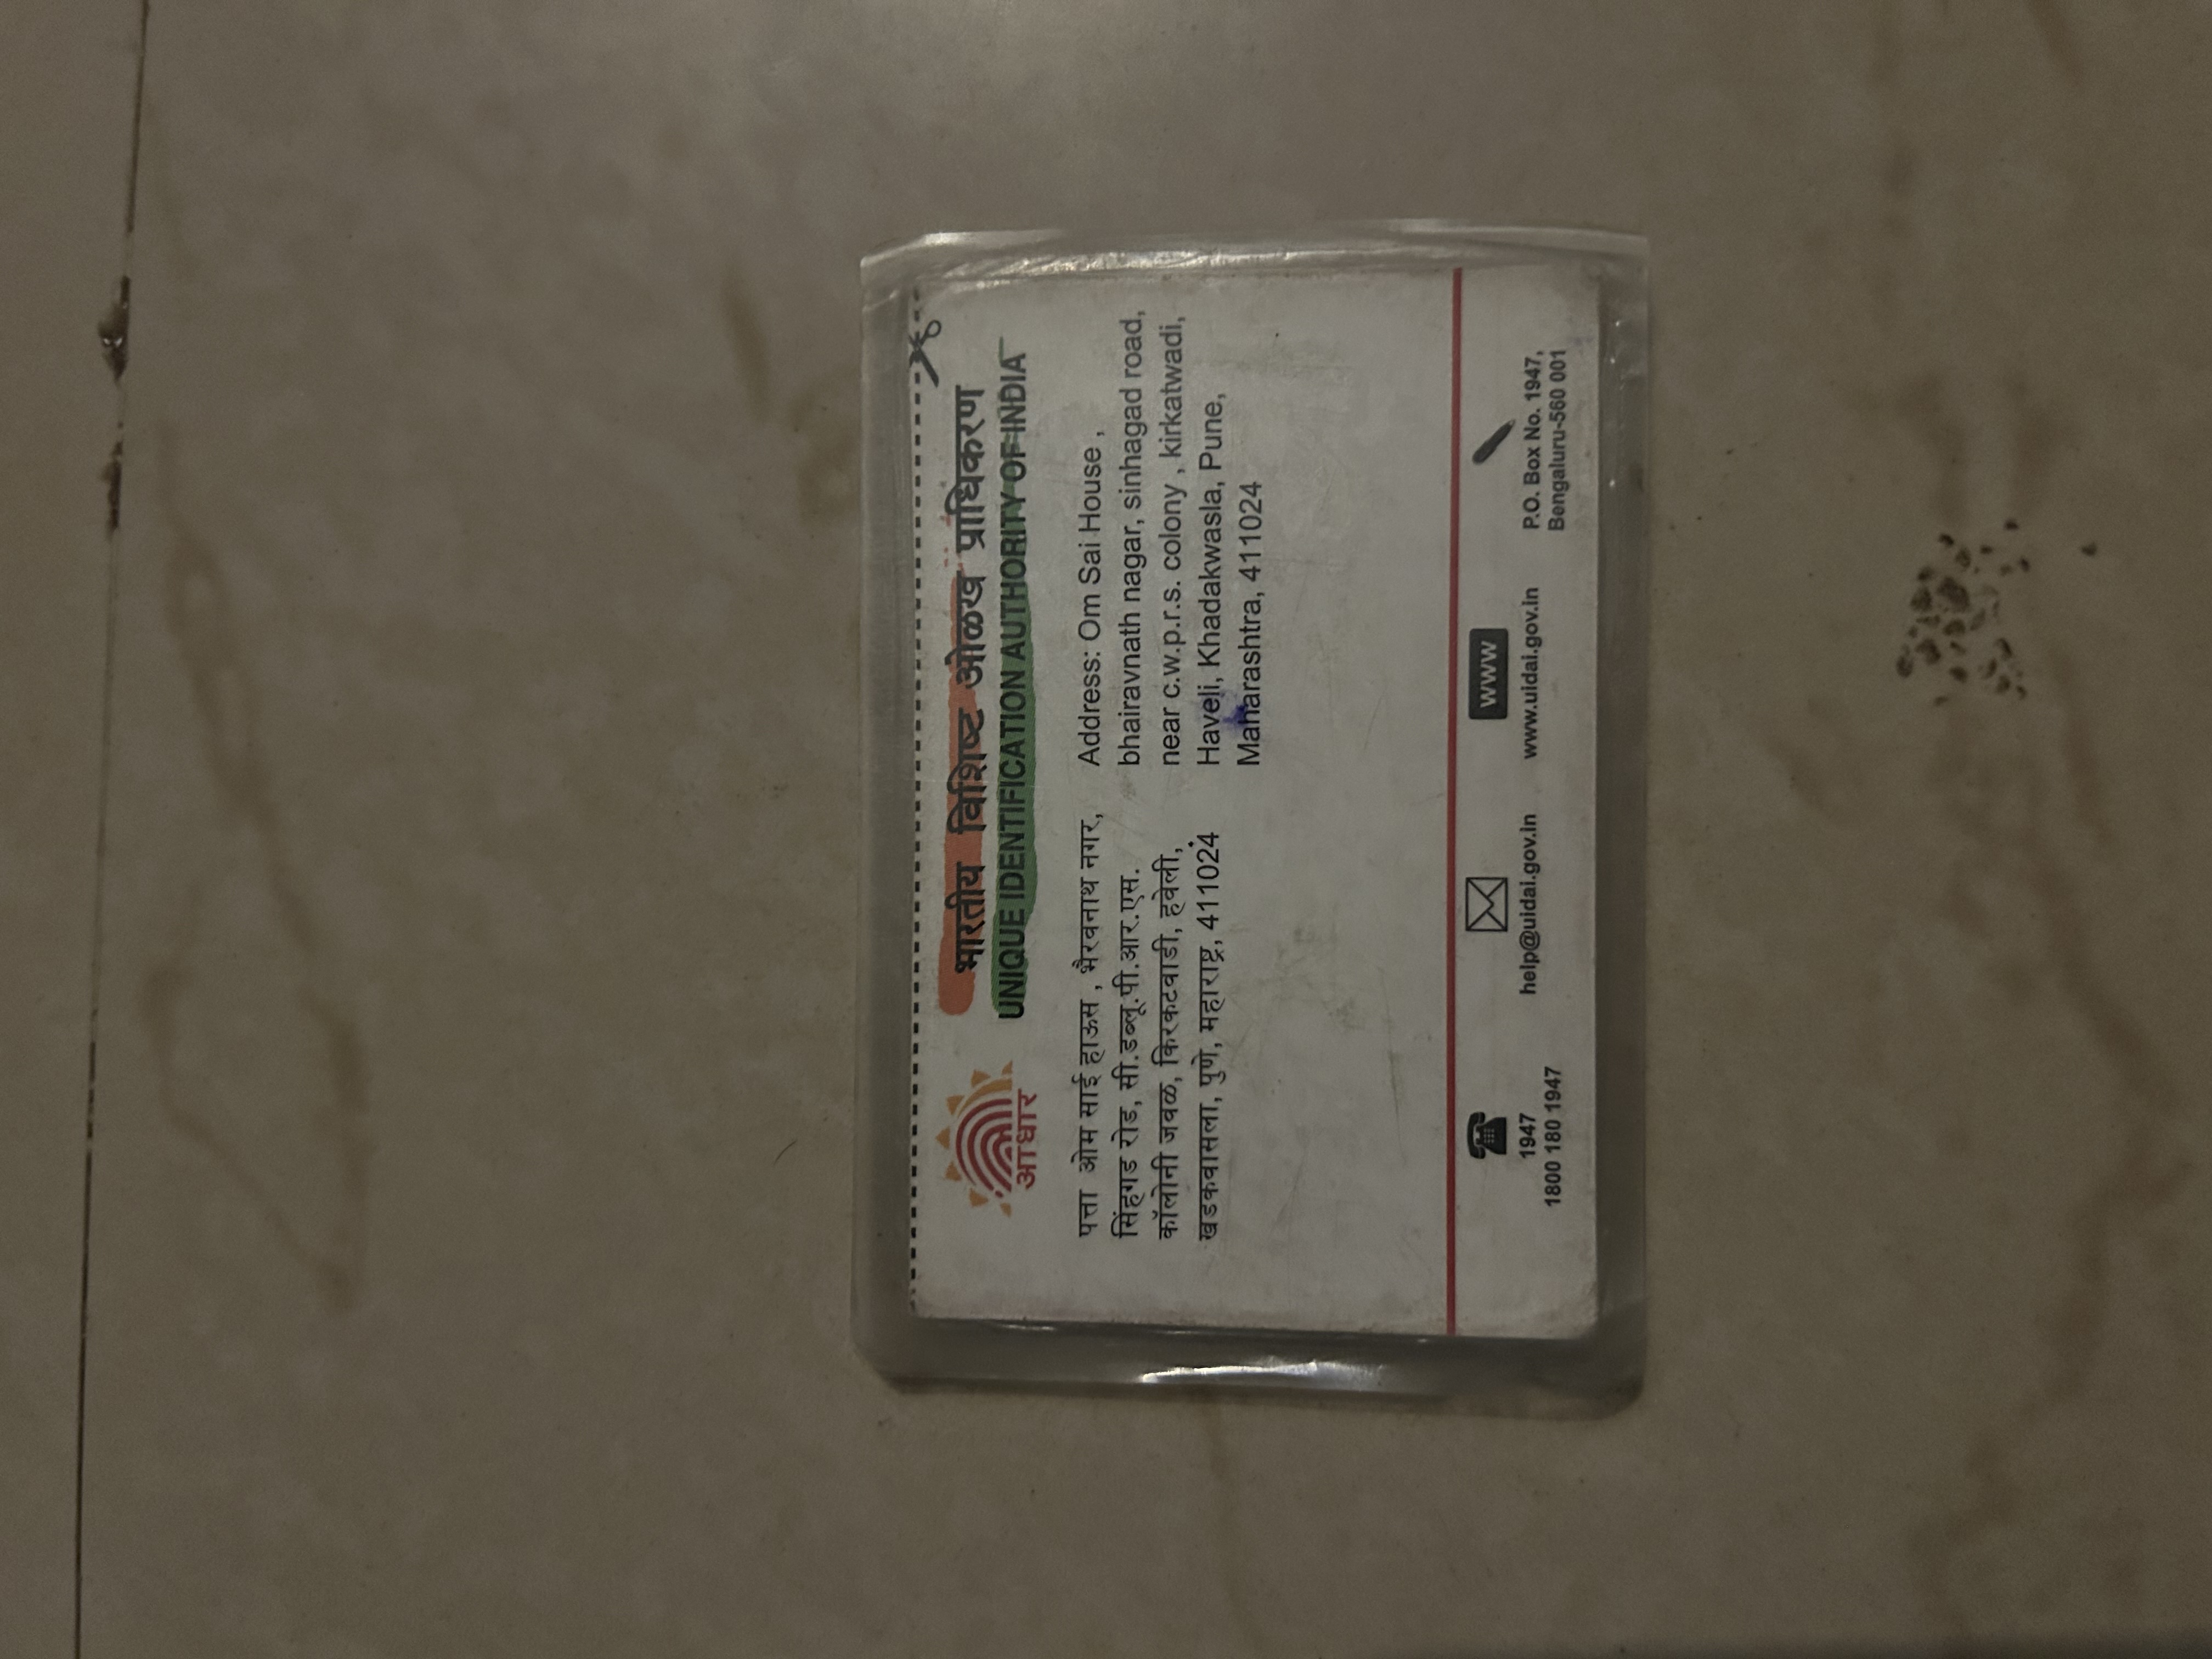 भारतीय विशिष्ट ओळख प्राधिकरण
UNIQUE IDENTIFICATION AUTHORITY OF INDIA
आधार
पत्ता ओम साई हाऊस , भैरवनाथ नगर,
सिंहगड रोड, सी.डब्लू.पी.आर.एस.
कॉलोनी जवळ, किरकटवाडी, हवेली,
खडकवासला, पुणे, महाराष्ट्र, 411024
Address: Om Sai House ,
bhairavnath nagar, sinhagad road,
near c.w.p.r.s. colony , kirkatwadi,
Haveli, Khadakwasla, Pune,
Maharashtra, 411024
1947
1800 180 1947
help@uidai.gov.in
WWW
www.uidai.gov.in
P.O. Box No. 1947,
Bengaluru-560 001